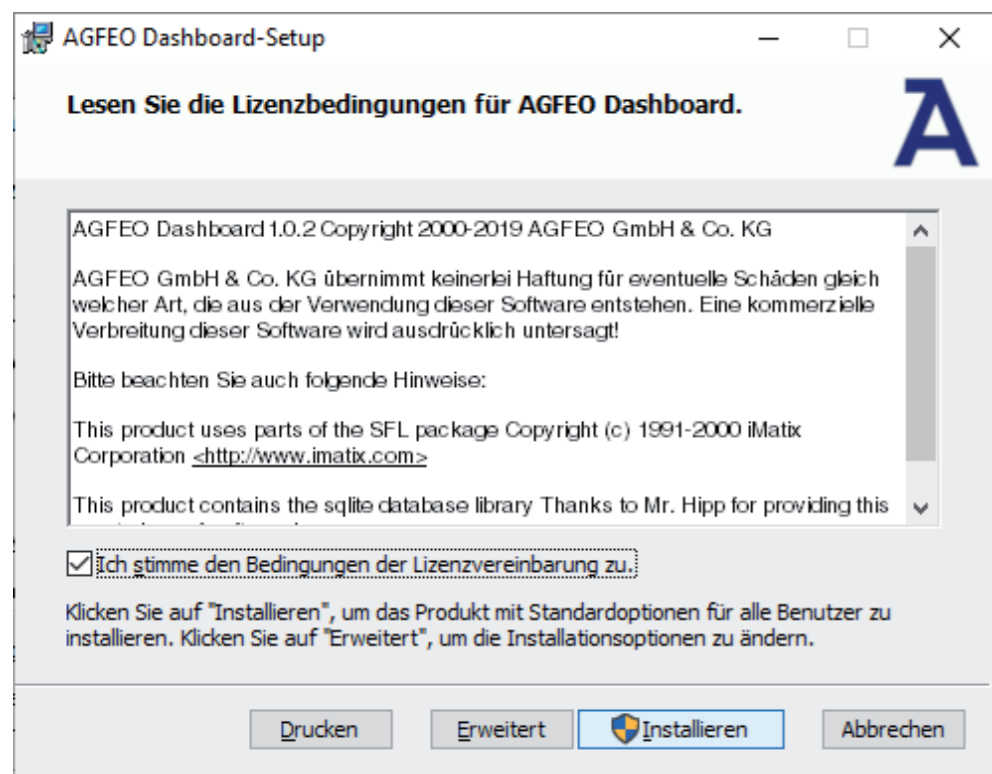 AGFEO Dashboard-Setup
Lesen Sie die Lizenzbedingungen für AGFEO Dashboard.
AGFEO Dashboard 1.0.2 Copyright 2000-2019 AGFEO GmbH & Co. KG
AGFEO GmbH & Co. KG übernimmt keinerlei Haftung für eventuelle Schäden gleich
welcher Art, die aus der Verwendung dieser Software entstehen. Eine kommerzielle
Verbreitung dieser Software wird ausdrücklich untersagt!
Bitte beachten Sie auch folgende Hinweise:
This product uses parts of the SFL package Copyright (c) 1991-2000 iMatix
Corporation <http://www.imatix.com>
This product contains the sqlite database library Thanks to Mr. Hipp for providing this
Ich stimme den Bedingungen der Lizenzvereinbarung zu.
Klicken Sie auf "Installieren", um das Produkt mit Standardoptionen für alle Benutzer zu
installieren. Klicken Sie auf "Erweitert", um die Installationsoptionen zu ändern.
Drucken Erweitert Installieren Abbrechen